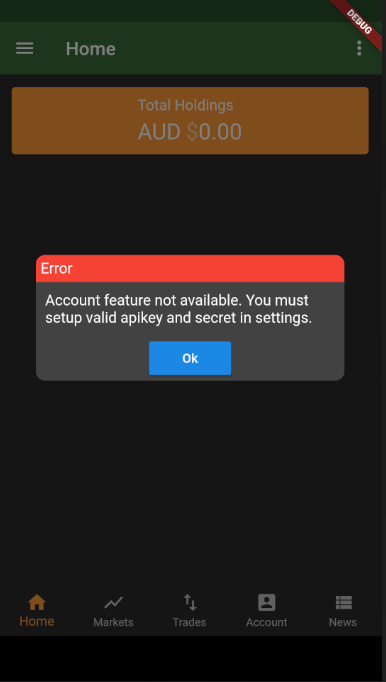 DEBUG
Home
Total Holdings
AUD $0.00
Error
Account feature not available. You must
setup valid apikey and secret in settings.
Ok
Home
Markets
Trades
Account
News